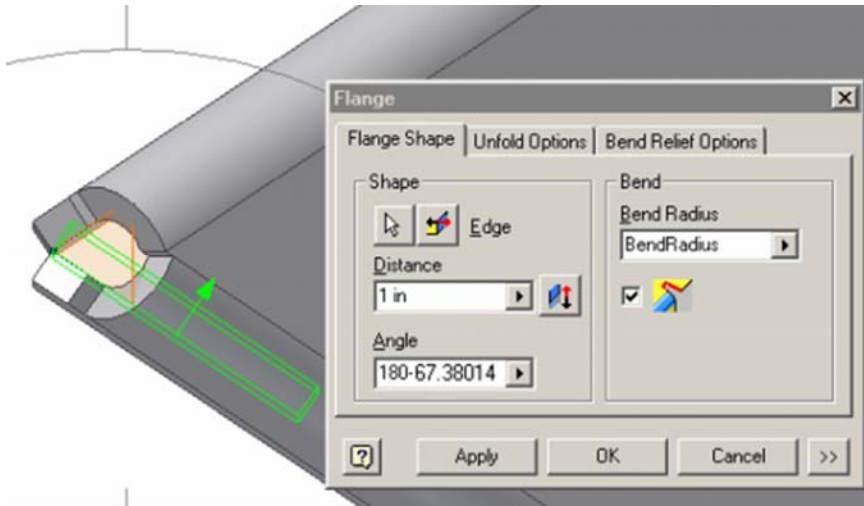 Flange
Flange Shape
Unfold Options
Bend Relief Options
Shape
Edge
Distance
1 in
Angle
180-67.38014
Bend
Bend Radius
BendRadius
?
Apply
OK
Cancel
>>